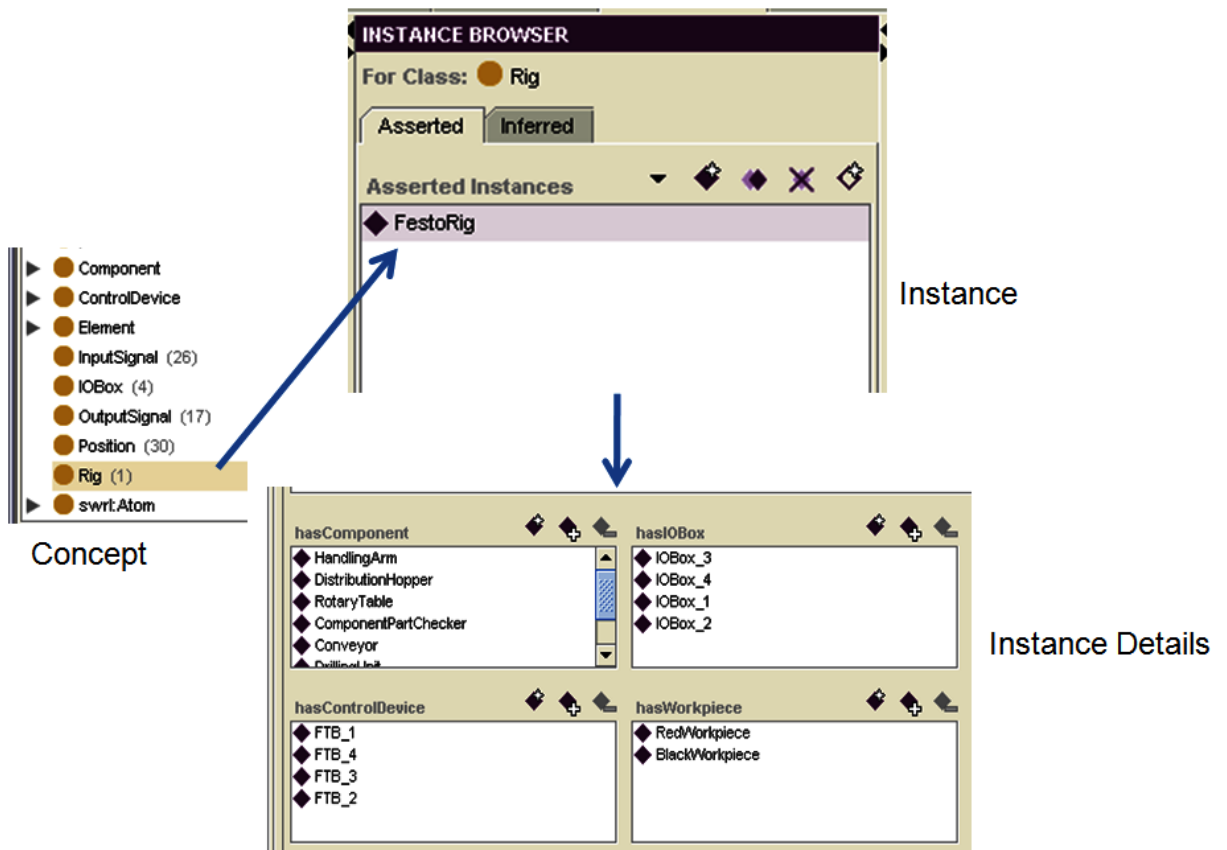 INSTANCE BROWSER
For Class: Rig
Asserted Inferred
Asserted Instances
FestoRig
Instance
Component
ControlDevice
Element
InputSignal (26)
IOBox (4)
OutputSignal (17)
Position (30)
Rig (1)
swrl:Atom
Concept
hasComponent
HandlingArm
DistributionHopper
RotaryTable
ComponentPartChecker
Conveyor
DrillingUnit
hasIOBox
IOBox_3
IOBox_4
IOBox_1
IOBox_2
Instance Details
hasControlDevice
FTB_1
FTB_4
FTB_3
FTB_2
hasWorkpiece
RedWorkpiece
BlackWorkpiece